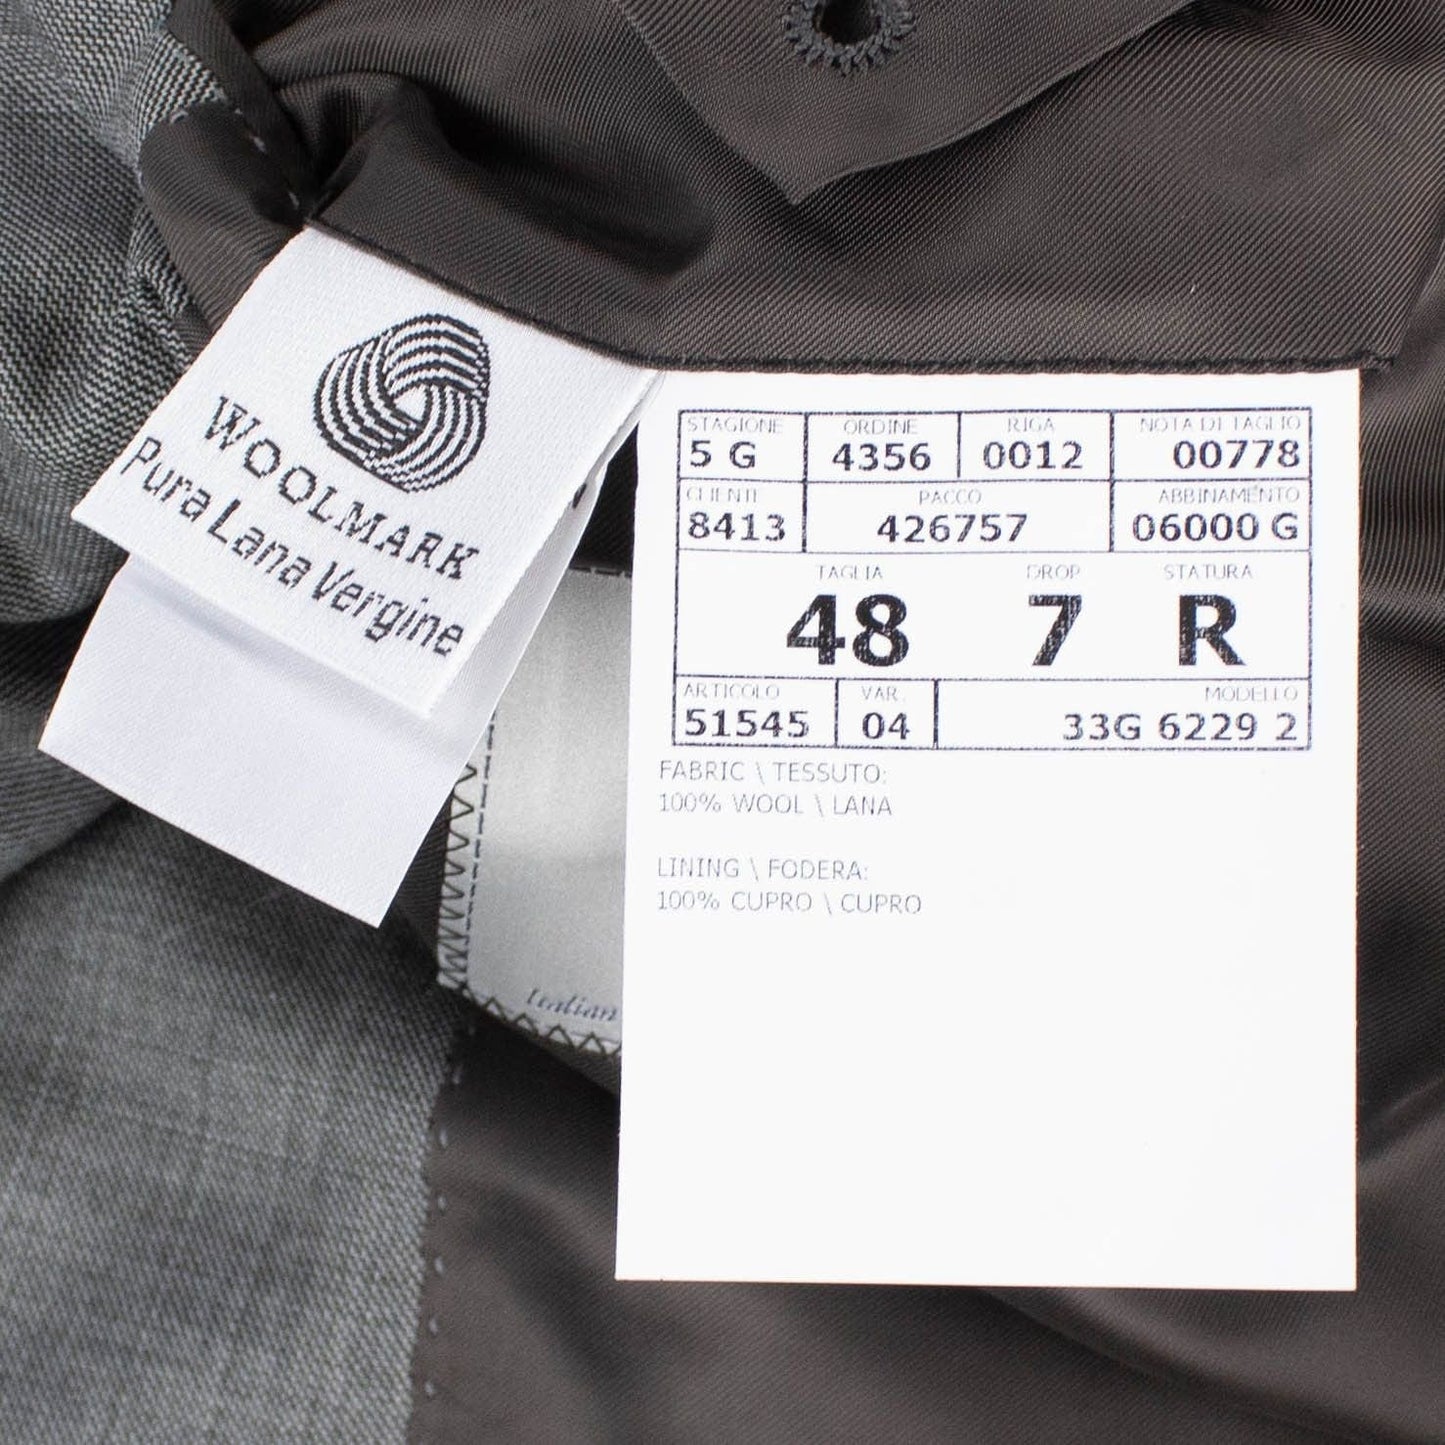 WOOLMARK
Pura Lana Vergine
STAGIONE ORDINE RIGA NOTA DI TAGLIO
5 G 4356 0012 00778
CLIENTE PACCO ABBINAMENTO
8413 426757 06000 G
TAGLIA DROP STATURA
48 7 R
ARTICOLO VAR. MODELLO
51545 04 33G 6229 2
FABRIC \ TESSUTO:
100% WOOL \ LANA
LINING \ FODERA:
100% CUPRO \ CUPRO
Italian